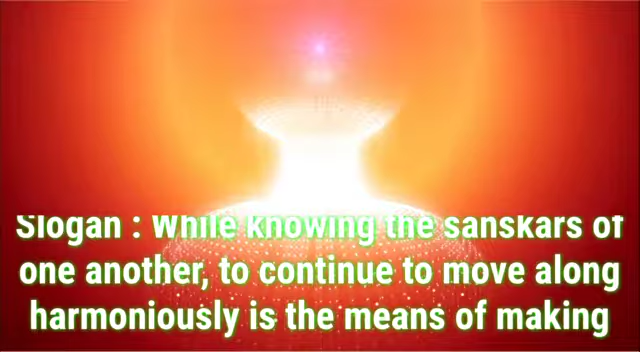 Slogan : While knowing the sanskars of
one another, to continue to move along
harmoniously is the means of making